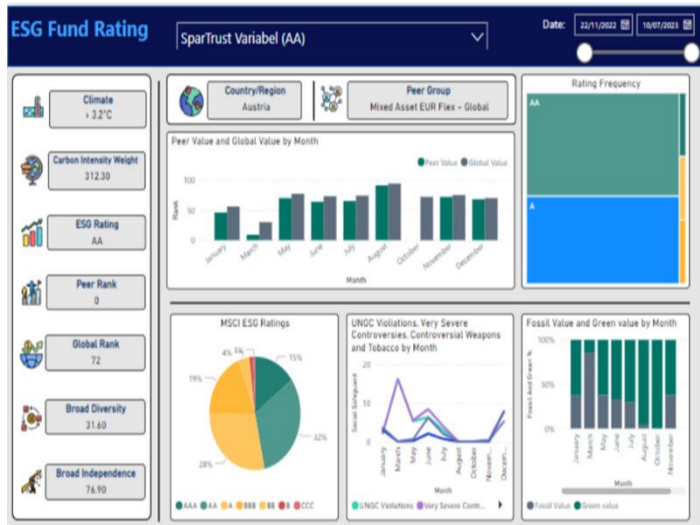 ESG Fund Rating
SparTrust Variabel (AA)
Date:
22/11/2022
10/07/2023
Climate
> 3.2°C
Carbon Intensity Weight
312.30
ESG Rating
AA
Peer Rank
0
Global Rank
72
Broad Diversity
31.60
Broad Independence
76.90
Country/Region
Austria
Peer Group
Mixed Asset EUR Flex - Global
Peer Value and Global Value by Month
Peer Value Global Value
Rank
100
50
0
January
March
May
June
July
August
October
November
December
Month
Rating Frequency
AA
A
MSCI ESG Ratings
4%
15%
19%
32%
28%
AAA AA A BBB BB B CCC
UNGC Violations, Very Severe
Controversies, Controversial Weapons
and Tobacco by Month
Social Safeguard
20
10
0
January
March
May
June
July
August
October
Novem...
Decem...
Month
UNGC Violations Very Severe Contr...
Fossil Value and Green value by Month
Fossil And Green %
100%
50%
0%
January
March
May
June
July
August
October
November
Month
Fossil Value Green value